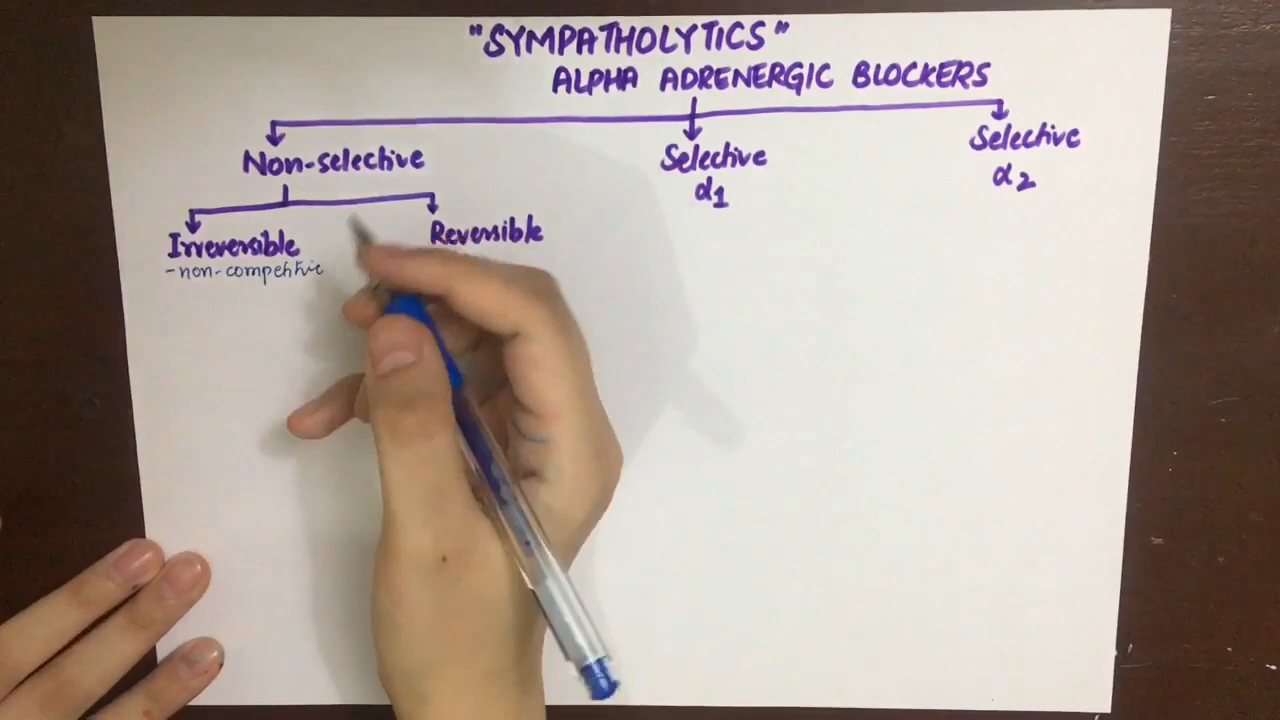 "SYMPATHOLYTICS"
ALPHA ADRENERGIC BLOCKERS
Non-selective
Selective
α1
Selective
α2
Irreversible
-non-competitive
Reversible